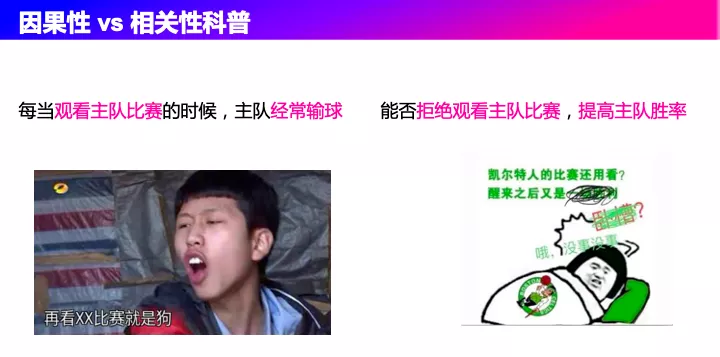 因果性 vs 相关性科普
每当观看主队比赛的时候，主队经常输球
能否拒绝观看主队比赛，提高主队胜率
再看XX比赛就是狗
凯尔特人的比赛还用看?
醒来之后又是
利
?
哦，没事没事